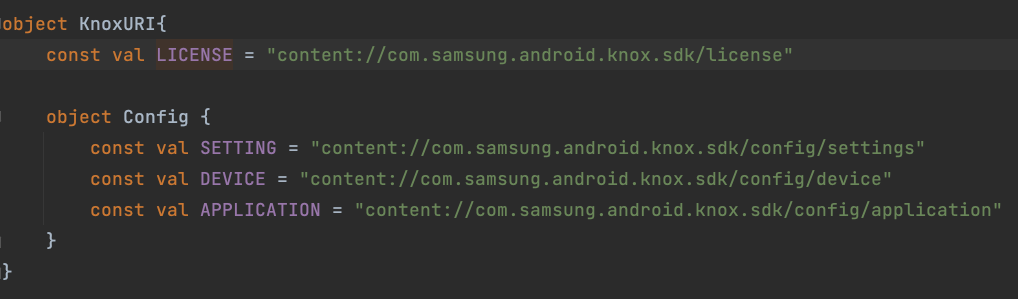 object KnoxURI{
const val LICENSE = "content://com.samsung.android.knox.sdk/license"
object Config {
const val SETTING = "content://com.samsung.android.knox.sdk/config/settings"
const val DEVICE = "content://com.samsung.android.knox.sdk/config/device"
const val APPLICATION = "content://com.samsung.android.knox.sdk/config/application"
}
}